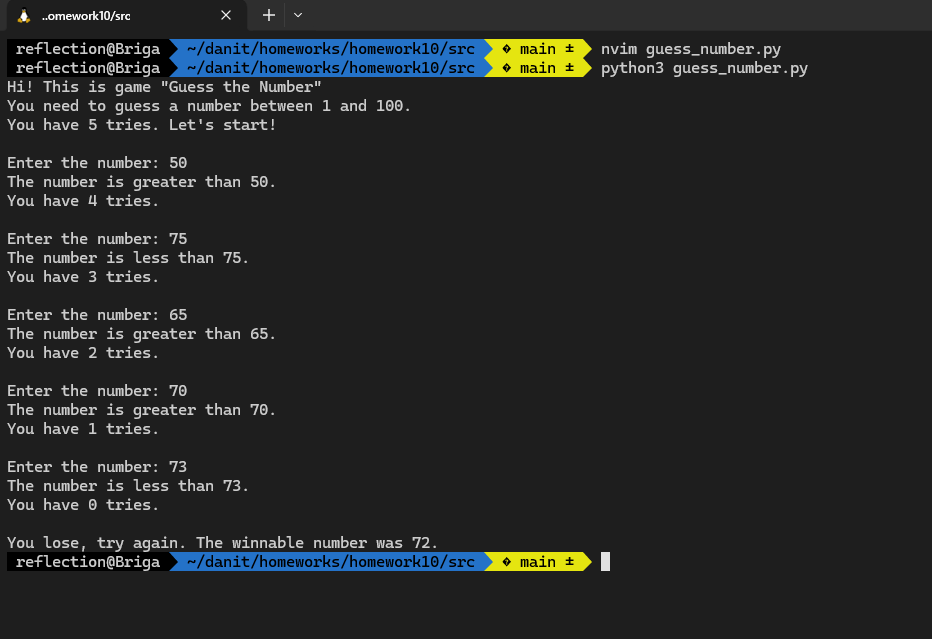 ..omework10/src
reflection@Briga ~/danit/homeworks/homework10/src � main ± nvim guess_number.py
reflection@Briga ~/danit/homeworks/homework10/src � main ± python3 guess_number.py
Hi! This is game "Guess the Number"
You need to guess a number between 1 and 100.
You have 5 tries. Let's start!
Enter the number: 50
The number is greater than 50.
You have 4 tries.
Enter the number: 75
The number is less than 75.
You have 3 tries.
Enter the number: 65
The number is greater than 65.
You have 2 tries.
Enter the number: 70
The number is greater than 70.
You have 1 tries.
Enter the number: 73
The number is less than 73.
You have 0 tries.
You lose, try again. The winnable number was 72.
reflection@Briga ~/danit/homeworks/homework10/src � main ±